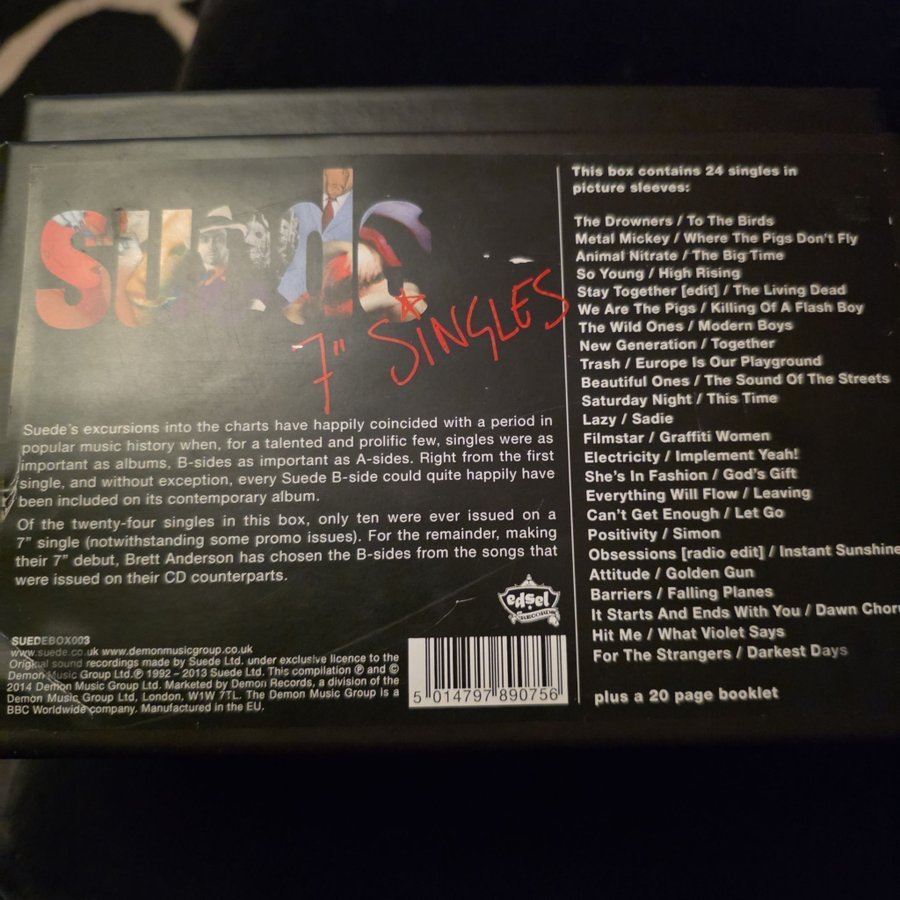 suede
7" SINGLES
Suede's excursions into the charts have happily coincided with a period in
popular music history when, for a talented and prolific few, singles were as
important as albums, B-sides as important as A-sides. Right from the first
single, and without exception, every Suede B-side could quite happily have
been included on its contemporary album.
Of the twenty-four singles in this box, only ten were ever issued on a
7" single (notwithstanding some promo issues). For the remainder, making
their 7" debut, Brett Anderson has chosen the B-sides from the songs that
were issued on their CD counterparts.
edsel
RECORDS
SUEDEBOX003
www.suede.co.uk www.demonmusicgroup.co.uk
Original sound recordings made by Suede Ltd. under exclusive licence to the
Demon Music Group Ltd.℗ 1992 – 2013 Suede Ltd. This compilation ℗ and ©
2014 Demon Music Group Ltd. Marketed by Demon Records, a division of the
Demon Music Group Ltd, London, W1W 7TL. The Demon Music Group is a
BBC Worldwide company. Manufactured in the EU.
5 014797 890756
This box contains 24 singles in
picture sleeves:
The Drowners / To The Birds
Metal Mickey / Where The Pigs Don't Fly
Animal Nitrate / The Big Time
So Young / High Rising
Stay Together [edit] / The Living Dead
We Are The Pigs / Killing Of A Flash Boy
The Wild Ones / Modern Boys
New Generation / Together
Trash / Europe Is Our Playground
Beautiful Ones / The Sound Of The Streets
Saturday Night / This Time
Lazy / Sadie
Filmstar / Graffiti Women
Electricity / Implement Yeah!
She's In Fashion / God's Gift
Everything Will Flow / Leaving
Can't Get Enough / Let Go
Positivity / Simon
Obsessions [radio edit] / Instant Sunshine
Attitude / Golden Gun
Barriers / Falling Planes
It Starts And Ends With You / Dawn
Hit Me / What Violet Says
For The Strangers / Darkest Days
plus a 20 page booklet